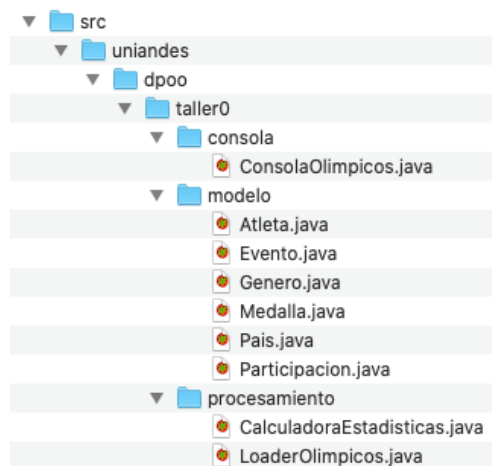 src
uniandes
dpoo
taller0
consola
ConsolaOlimpicos.java
modelo
Atleta.java
Evento.java
Genero.java
Medalla.java
Pais.java
Participacion.java
procesamiento
CalculadoraEstadisticas.java
LoaderOlimpicos.java